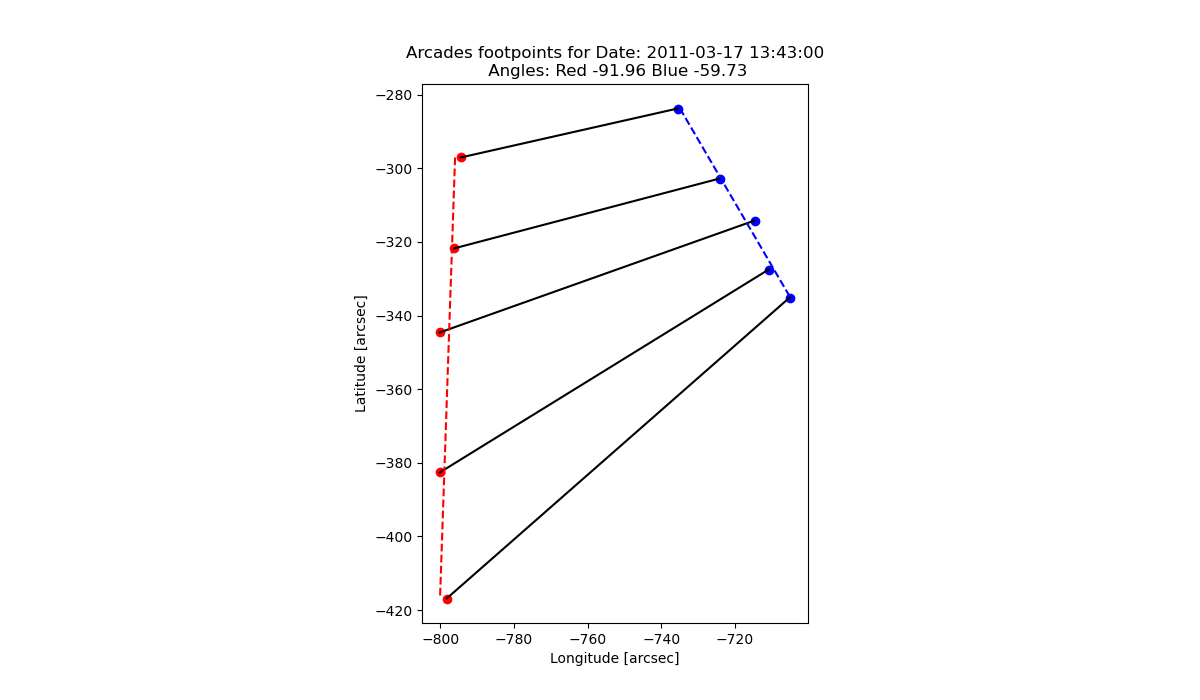 Arcades footpoints for Date: 2011-03-17 13:43:00
Angles: Red -91.96 Blue -59.73
−280
−300
−320
−340
−360
−380
−400
−420
Latitude [arcsec]
−800 −780 −760 −740 −720
Longitude [arcsec]